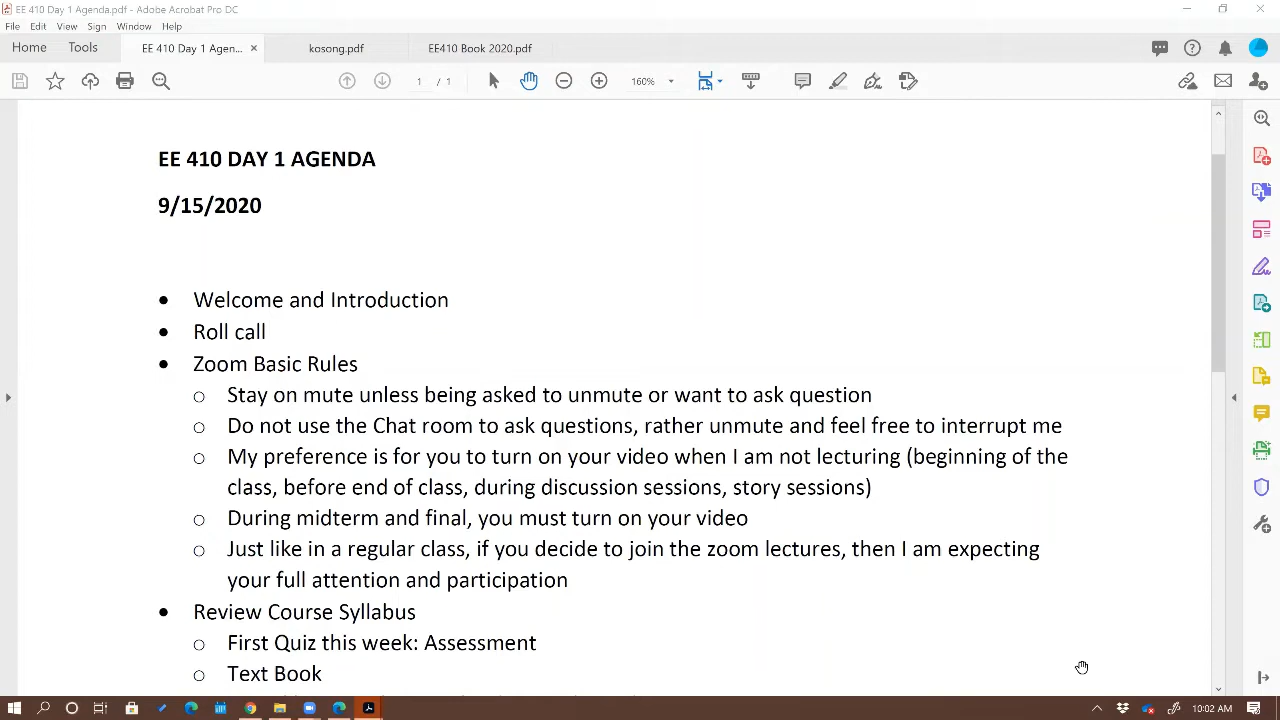 EE 410 Day 1 Agenda.pdf - Adobe Acrobat Pro DC
File Edit View Sign Window Help
Home Tools EE 410 Day 1 Agen... × kosong.pdf EE410 Book 2020.pdf
1 / 1 160%
EE 410 DAY 1 AGENDA
9/15/2020
• Welcome and Introduction
• Roll call
• Zoom Basic Rules
o Stay on mute unless being asked to unmute or want to ask question
o Do not use the Chat room to ask questions, rather unmute and feel free to interrupt me
o My preference is for you to turn on your video when I am not lecturing (beginning of the
class, before end of class, during discussion sessions, story sessions)
o During midterm and final, you must turn on your video
o Just like in a regular class, if you decide to join the zoom lectures, then I am expecting
your full attention and participation
• Review Course Syllabus
o First Quiz this week: Assessment
o Text Book
10:02 AM